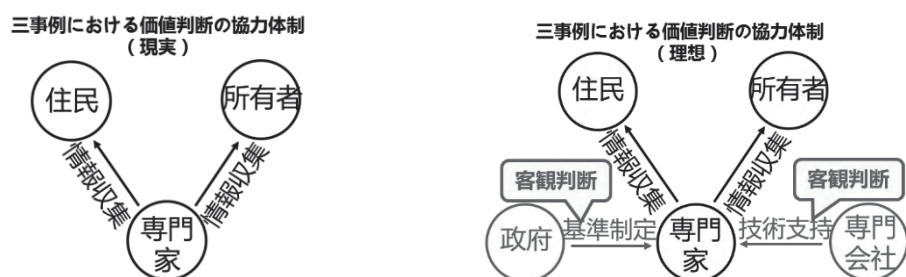 三事例における価値判断の協力体制
（現実）
住民
所有者
情報収集
情報収集
専門
家
三事例における価値判断の協力体制
（理想）
住民
所有者
情報収集
情報収集
客観判断
客観判断
政府
基準制定
専門
家
技術支持
専門
会社